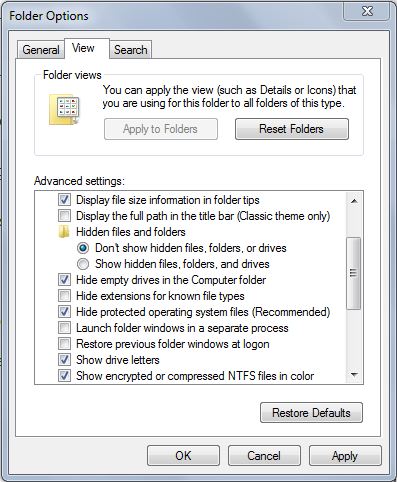 Folder Options
General
View
Search
Folder views
You can apply the view (such as Details or Icons) that
you are using for this folder to all folders of this type.
Apply to Folders
Reset Folders
Advanced settings:
Display file size information in folder tips
Display the full path in the title bar (Classic theme only)
Hidden files and folders
Don't show hidden files, folders, or drives
Show hidden files, folders, and drives
Hide empty drives in the Computer folder
Hide extensions for known file types
Hide protected operating system files (Recommended)
Launch folder windows in a separate process
Restore previous folder windows at logon
Show drive letters
Show encrypted or compressed NTFS files in color
Restore Defaults
OK
Cancel
Apply